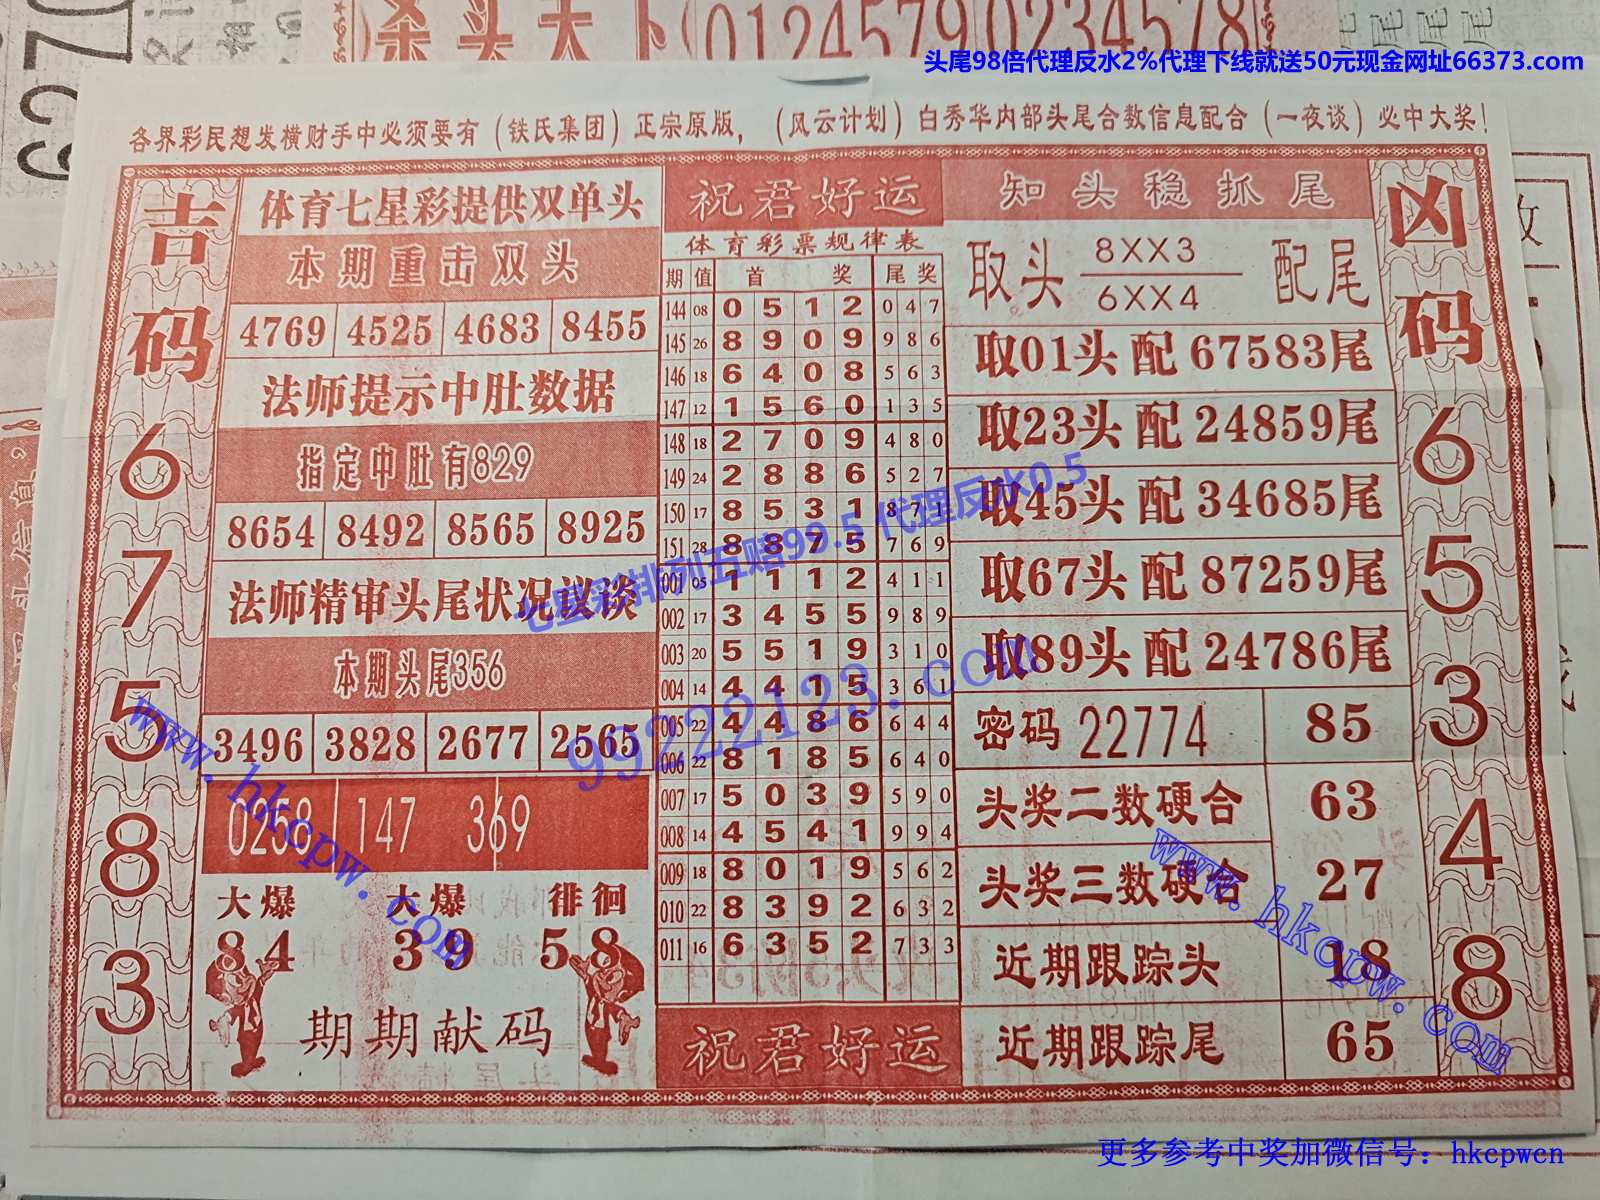 杀头大
01245790234578
头尾98倍代理反水2%代理下线就送50元现金网址66373.com
各界彩民想发横财手中必须要有（铁氏集团）正宗原版，（风云计划）白秀华内部头尾合数信息配合（一夜谈）必中大奖！
吉码
6
7
5
8
3
体育七星彩提供双单头
本期重击双头
4769 4525 4683 8455
法师提示中肚数据
指定中肚有829
8654 8492 8565 8925
法师精审头尾状况谈
本期头尾356
3496 3828 2677 2565
0258 147 369
大爆 大爆 徘徊
84 39 58
期期献码
祝君好运
体育彩票规律表
期 值 首 奖 尾 奖
144 08 0 5 1 2 0 4 7
145 26 8 9 0 9 9 8 6
146 18 6 4 0 8 5 6 3
147 12 1 5 6 0 1 3 5
148 18 2 7 0 9 4 8 0
149 24 2 8 8 6 5 2 7
150 17 8 5 3 1 8 7 1
151 28 8 8 7 5 7 6 9
001 05 1 1 1 2 4 1 1
002 17 3 4 5 5 9 8 9
003 20 5 5 1 9 3 1 0
004 14 4 4 1 5 3 6 1
005 22 4 4 8 6 6 4 4
006 22 8 1 8 5 6 4 0
007 17 5 0 3 9 5 9 0
008 14 4 5 4 1 9 9 4
009 18 8 0 1 9 5 6 2
010 22 8 3 9 2 6 3 2
011 16 6 3 5 2 7 3 3
祝君好运
知头稳抓尾
取头 8XX3 配尾
6XX4
取01头 配 67583尾
取23头 配 24859尾
取45头 配 34685尾
取67头 配 87259尾
取89头 配 24786尾
密码 22774 85
头奖二数硬合 63
头奖三数硬合 27
近期跟踪头 18
近期跟踪尾 65
凶码
6
5
3
4
8
七星彩排列五赔99.5 代理反水0.5
99222123.com
www.hkcpw.com
www.hkcpw.com
更多参考中奖加微信号：hkcpwcn